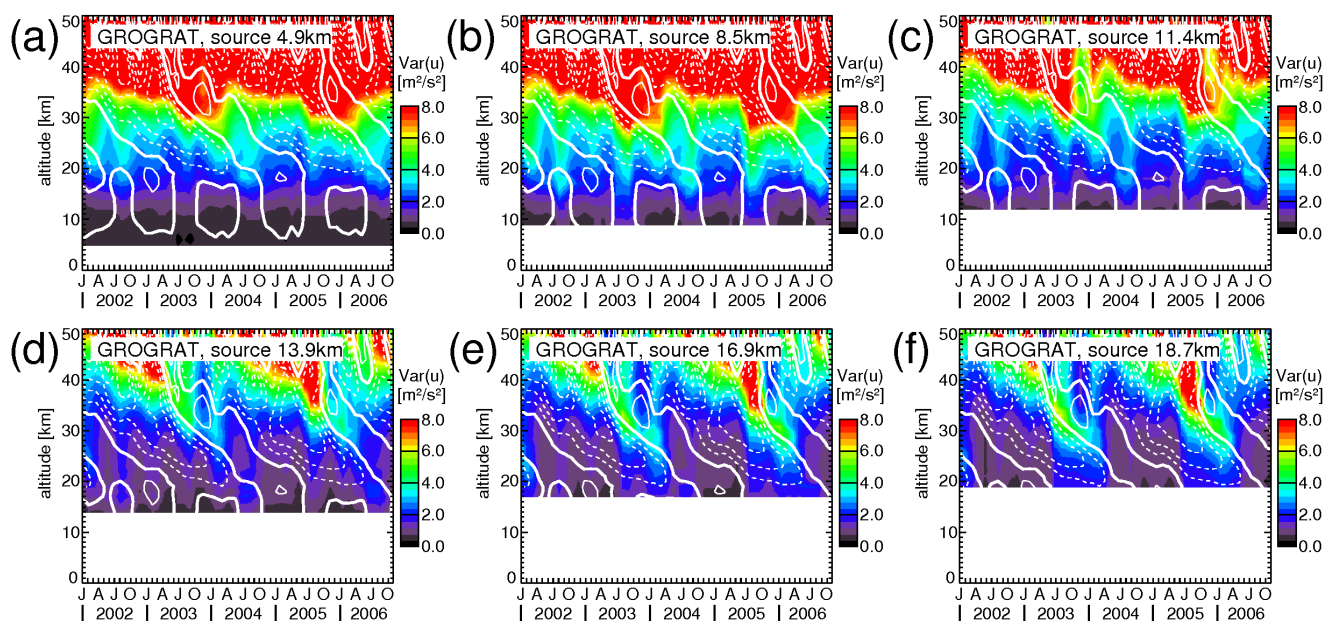 (a)
GROGRAT, source 4.9km
Var(u)
[m²/s²]
8.0
6.0
4.0
2.0
0.0
altitude [km]
50
40
30
20
10
0
J A J O J A J O J A J O J A J O J A J O
2002 2003 2004 2005 2006
(b)
GROGRAT, source 8.5km
Var(u)
[m²/s²]
8.0
6.0
4.0
2.0
0.0
altitude [km]
50
40
30
20
10
0
J A J O J A J O J A J O J A J O J A J O
2002 2003 2004 2005 2006
(c)
GROGRAT, source 11.4km
Var(u)
[m²/s²]
8.0
6.0
4.0
2.0
0.0
altitude [km]
50
40
30
20
10
0
J A J O J A J O J A J O J A J O J A J O
2002 2003 2004 2005 2006
(d)
GROGRAT, source 13.9km
Var(u)
[m²/s²]
8.0
6.0
4.0
2.0
0.0
altitude [km]
50
40
30
20
10
0
J A J O J A J O J A J O J A J O J A J O
2002 2003 2004 2005 2006
(e)
GROGRAT, source 16.9km
Var(u)
[m²/s²]
8.0
6.0
4.0
2.0
0.0
altitude [km]
50
40
30
20
10
0
J A J O J A J O J A J O J A J O J A J O
2002 2003 2004 2005 2006
(f)
GROGRAT, source 18.7km
Var(u)
[m²/s²]
8.0
6.0
4.0
2.0
0.0
altitude [km]
50
40
30
20
10
0
J A J O J A J O J A J O J A J O J A J O
2002 2003 2004 2005 2006